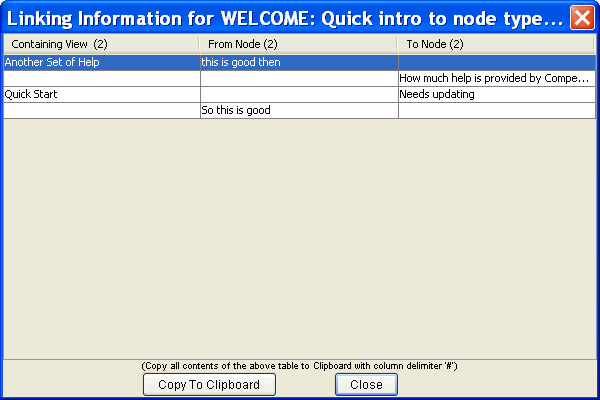 Linking Information for WELCOME: Quick intro to node type...
Containing View (2) From Node (2) To Node (2)
Another Set of Help this is good then
How much help is provided by Compe...
Quick Start Needs updating
So this is good
(Copy all contents of the above table to Clipboard with column delimiter '#')
Copy To Clipboard Close